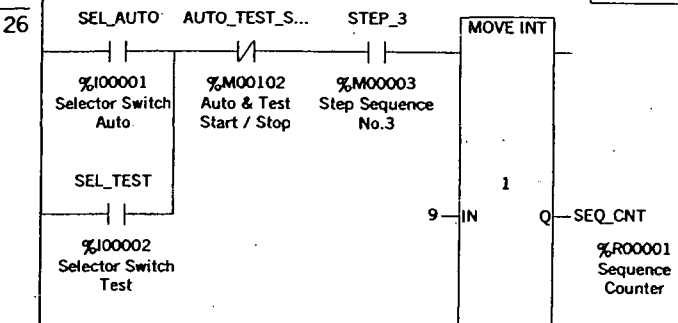 26
SEL_AUTO AUTO_TEST_S... STEP_3
MOVE INT
%I00001 %M00102 %M00003
Selector Switch Auto & Test Step Sequence
Auto Start / Stop No.3
SEL_TEST
1
9 IN Q SEQ_CNT
%I00002 %R00001
Selector Switch Sequence
Test Counter